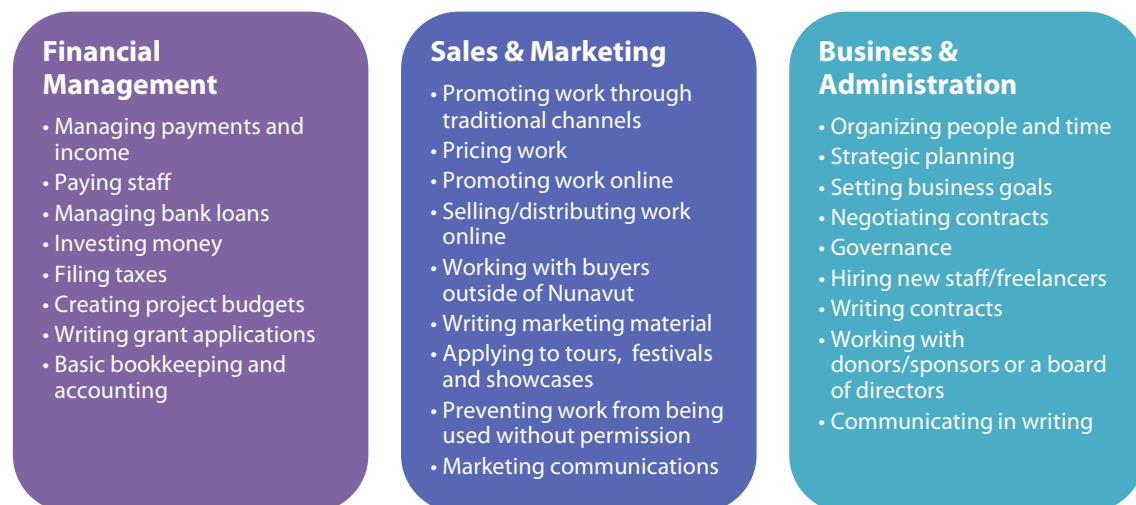 Financial
Management
• Managing payments and
income
• Paying staff
• Managing bank loans
• Investing money
• Filing taxes
• Creating project budgets
• Writing grant applications
• Basic bookkeeping and
accounting
Sales & Marketing
• Promoting work through
traditional channels
• Pricing work
• Promoting work online
• Selling/distributing work
online
• Working with buyers
outside of Nunavut
• Writing marketing material
• Applying to tours, festivals
and showcases
• Preventing work from being
used without permission
• Marketing communications
Business &
Administration
• Organizing people and time
• Strategic planning
• Setting business goals
• Negotiating contracts
• Governance
• Hiring new staff/freelancers
• Writing contracts
• Working with
donors/sponsors or a board
of directors
• Communicating in writing